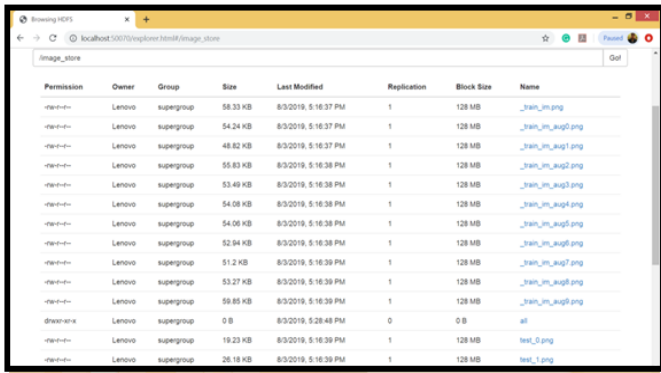 Browsing HDFS
localhost:50070/explorer.html#/image_store
Paused
/image_store Go!
Permission Owner Group Size Last Modified Replication Block Size Name
-rw-r--r-- Lenovo supergroup 58.33 KB 8/3/2019, 5:16:37 PM 1 128 MB _train_im.png
-rw-r--r-- Lenovo supergroup 54.24 KB 8/3/2019, 5:16:37 PM 1 128 MB _train_im_aug0.png
-rw-r--r-- Lenovo supergroup 48.82 KB 8/3/2019, 5:16:37 PM 1 128 MB _train_im_aug1.png
-rw-r--r-- Lenovo supergroup 55.83 KB 8/3/2019, 5:16:38 PM 1 128 MB _train_im_aug2.png
-rw-r--r-- Lenovo supergroup 53.49 KB 8/3/2019, 5:16:38 PM 1 128 MB _train_im_aug3.png
-rw-r--r-- Lenovo supergroup 54.08 KB 8/3/2019, 5:16:38 PM 1 128 MB _train_im_aug4.png
-rw-r--r-- Lenovo supergroup 54.06 KB 8/3/2019, 5:16:38 PM 1 128 MB _train_im_aug5.png
-rw-r--r-- Lenovo supergroup 52.94 KB 8/3/2019, 5:16:38 PM 1 128 MB _train_im_aug6.png
-rw-r--r-- Lenovo supergroup 51.2 KB 8/3/2019, 5:16:39 PM 1 128 MB _train_im_aug7.png
-rw-r--r-- Lenovo supergroup 53.27 KB 8/3/2019, 5:16:39 PM 1 128 MB _train_im_aug8.png
-rw-r--r-- Lenovo supergroup 59.85 KB 8/3/2019, 5:16:39 PM 1 128 MB _train_im_aug9.png
drwxr-xr-x Lenovo supergroup 0 B 8/3/2019, 5:28:48 PM 0 0 B all
-rw-r--r-- Lenovo supergroup 19.23 KB 8/3/2019, 5:16:39 PM 1 128 MB test_0.png
-rw-r--r-- Lenovo supergroup 26.18 KB 8/3/2019, 5:16:39 PM 1 128 MB test_1.png